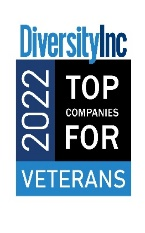 DiversityInc
2022
TOP
COMPANIES
FOR
VETERANS